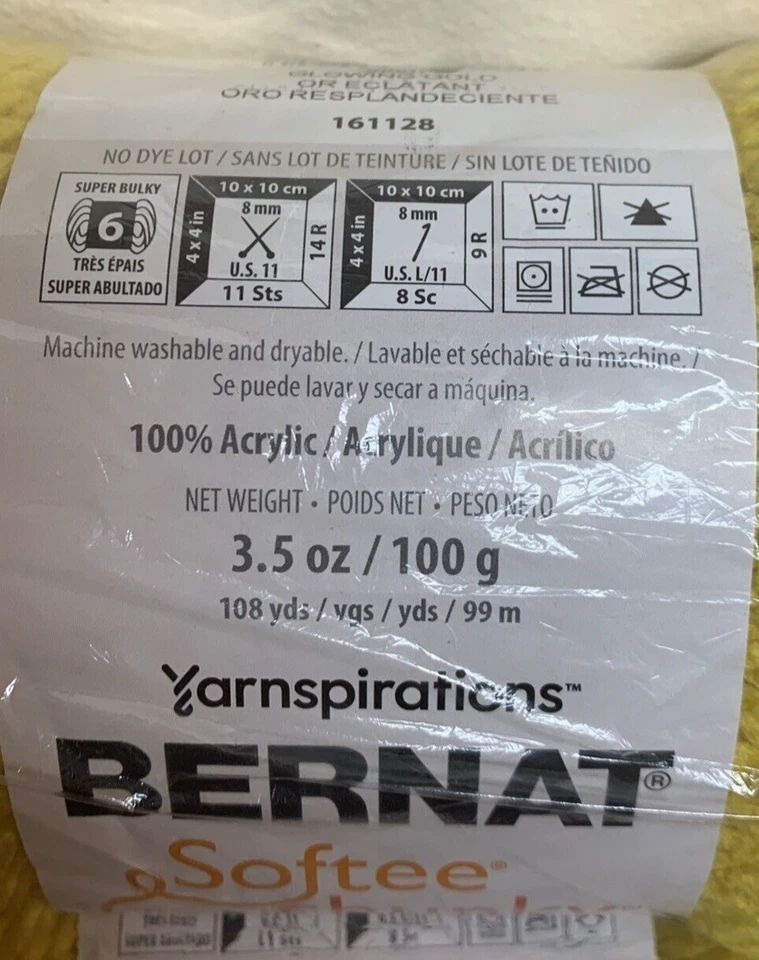 GLOWING GOLD
OR ECLATANT
ORO RESPLANDECIENTE
161128
NO DYE LOT / SANS LOT DE TEINTURE / SIN LOTE DE TEÑIDO
SUPER BULKY
6
TRÈS ÉPAIS
SUPER ABULTADO
10 x 10 cm
4 x 4 in
8 mm
U.S. 11
14 R
11 Sts
10 x 10 cm
4 x 4 in
8 mm
U.S. L/11
9 R
8 Sc
Machine washable and dryable. / Lavable et séchable à la machine. /
Se puede lavar y secar a máquina.
100% Acrylic / Acrylique / Acrílico
NET WEIGHT • POIDS NET • PESO NETO
3.5 oz / 100 g
108 yds / vgs / yds / 99 m
Yarnspirations™
BERNAT®
Softee®